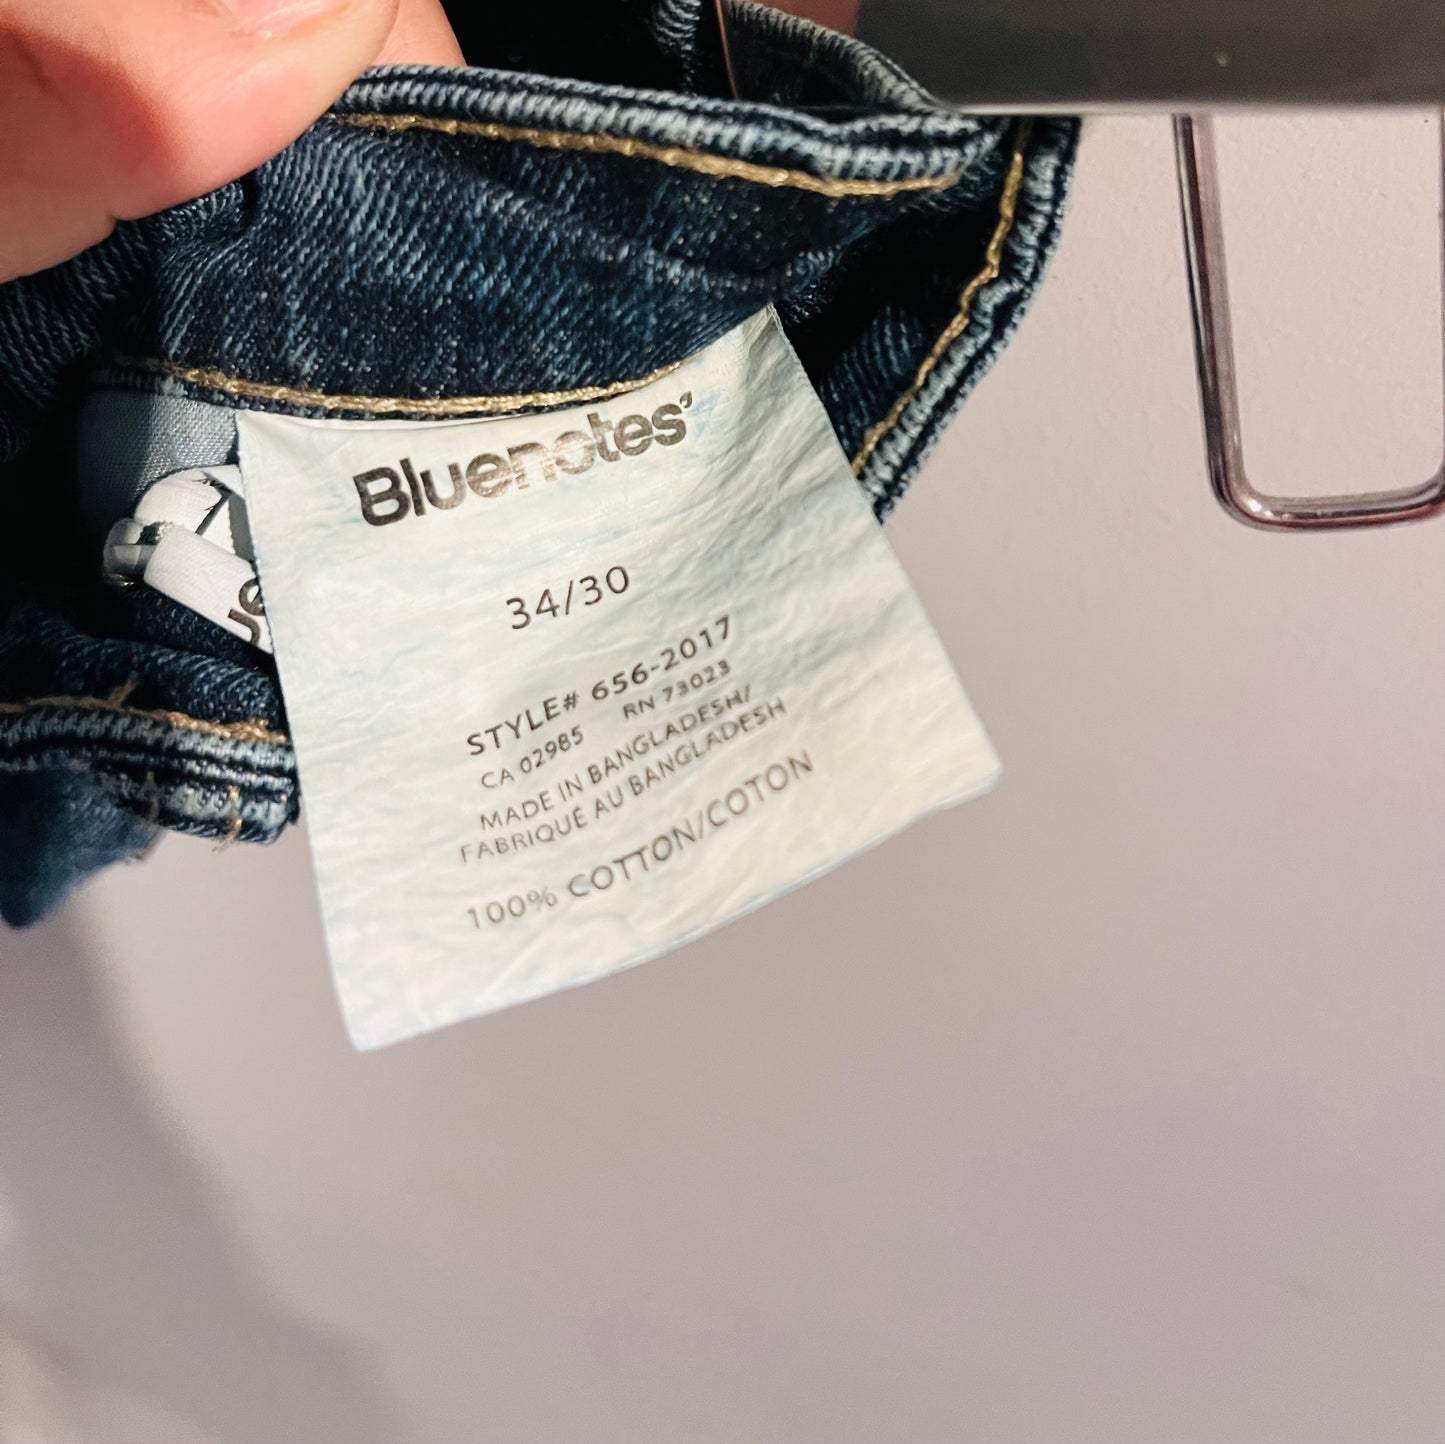 Bluenotes'
34/30
STYLE# 656-2017
CA 02985 RN 73023
MADE IN BANGLADESH/
FABRIQUÉ AU BANGLADESH
100% COTTON/COTON